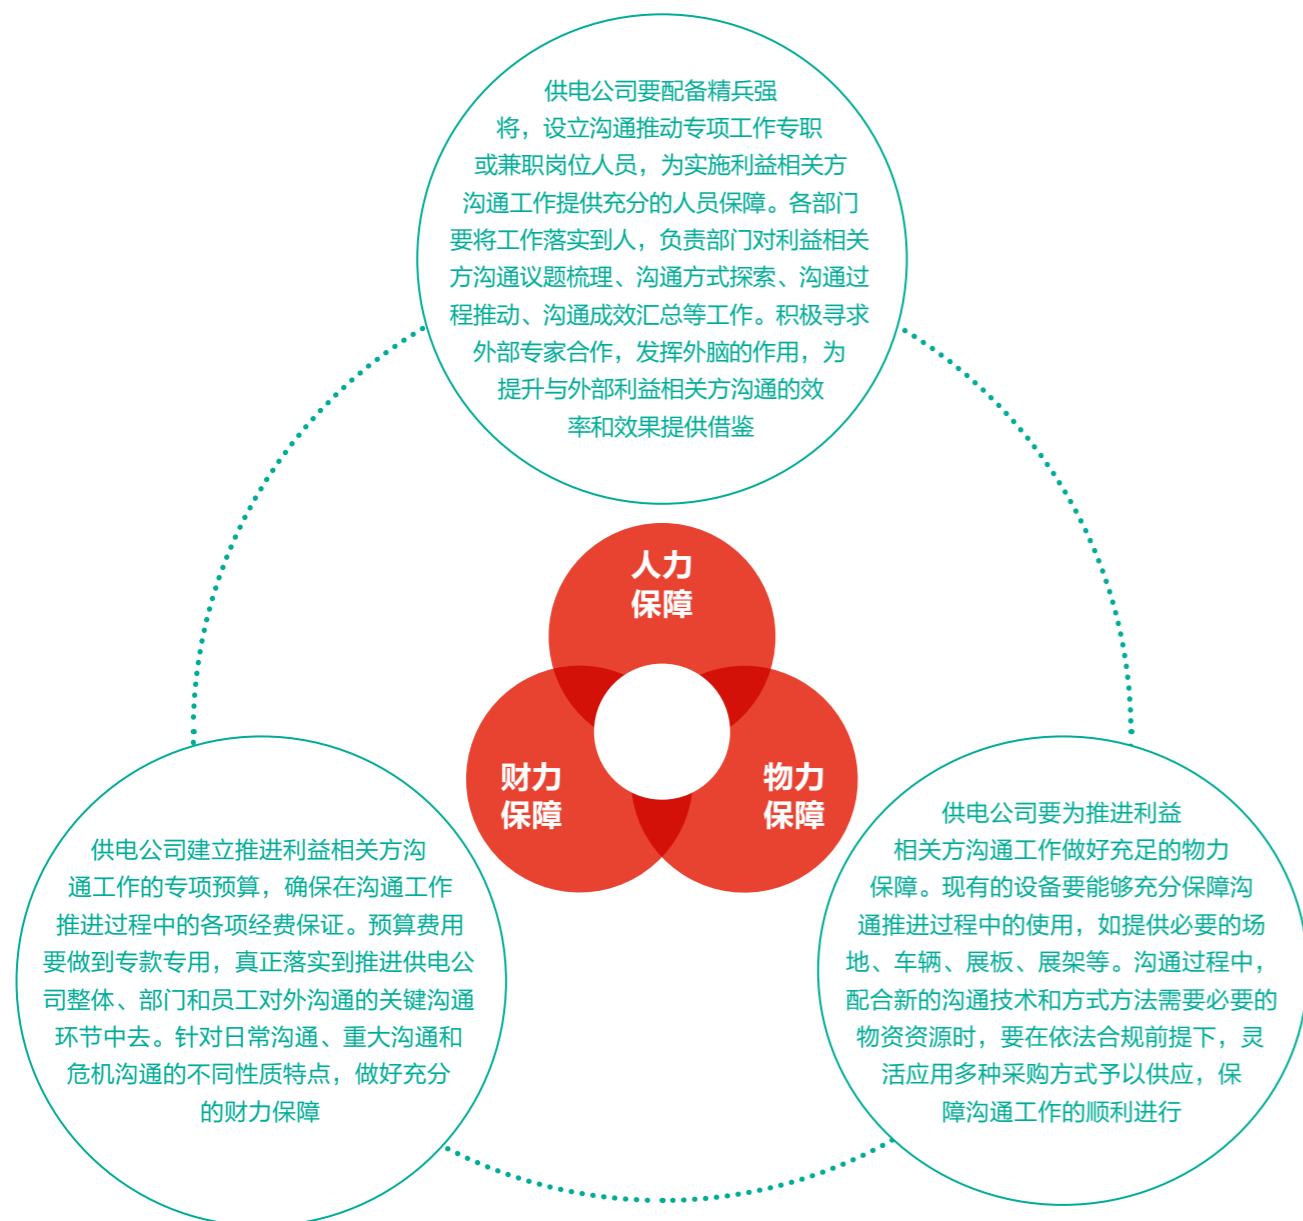 供电公司要配备精兵强
将，设立沟通推动专项工作专职
或兼职岗位人员，为实施利益相关方
沟通工作提供充分的人员保障。各部门
要将工作落实到人，负责部门对利益相关
方沟通议题梳理、沟通方式探索、沟通过
程推动、沟通成效汇总等工作。积极寻求
外部专家合作，发挥外脑的作用，为
提升与外部利益相关方沟通的效
率和效果提供借鉴
人力
保障
财力
保障
物力
保障
供电公司建立推进利益相关方沟
通工作的专项预算，确保在沟通工作
推进过程中的各项经费保证。预算费用
要做到专款专用，真正落实到推进供电公
司整体、部门和员工对外沟通的关键沟通
环节中去。针对日常沟通、重大沟通和
危机沟通的不同性质特点，做好充分
的财力保障
供电公司要为推进利益
相关方沟通工作做好充足的物力
保障。现有的设备要能够充分保障沟
通推进过程中的使用，如提供必要的场
地、车辆、展板、展架等。沟通过程中，
配合新的沟通技术和方式方法需要必要的
物资资源时，要在依法合规前提下，灵
活应用多种采购方式予以供应，保
障沟通工作的顺利进行